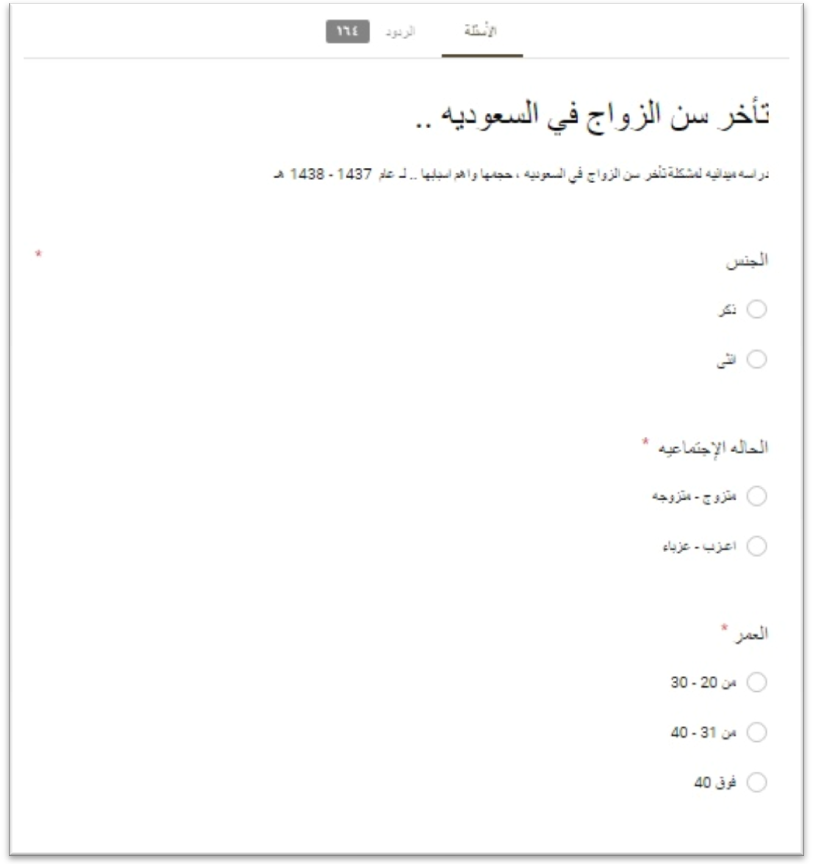 الأسئلة الردود ١٦٤
تأخر سن الزواج في السعوديه ..
دراسه ميدانيه لمشكلة تأخر سن الزواج في السعوديه ، حجمها واهم اسبابها .. لـ عام 1437 - 1438 هـ
الجنس *
ذكر
انثى
الحاله الإجتماعيه *
متزوج - متزوجه
اعزب - عزباء
العمر *
من 20 - 30
من 31 - 40
فوق 40